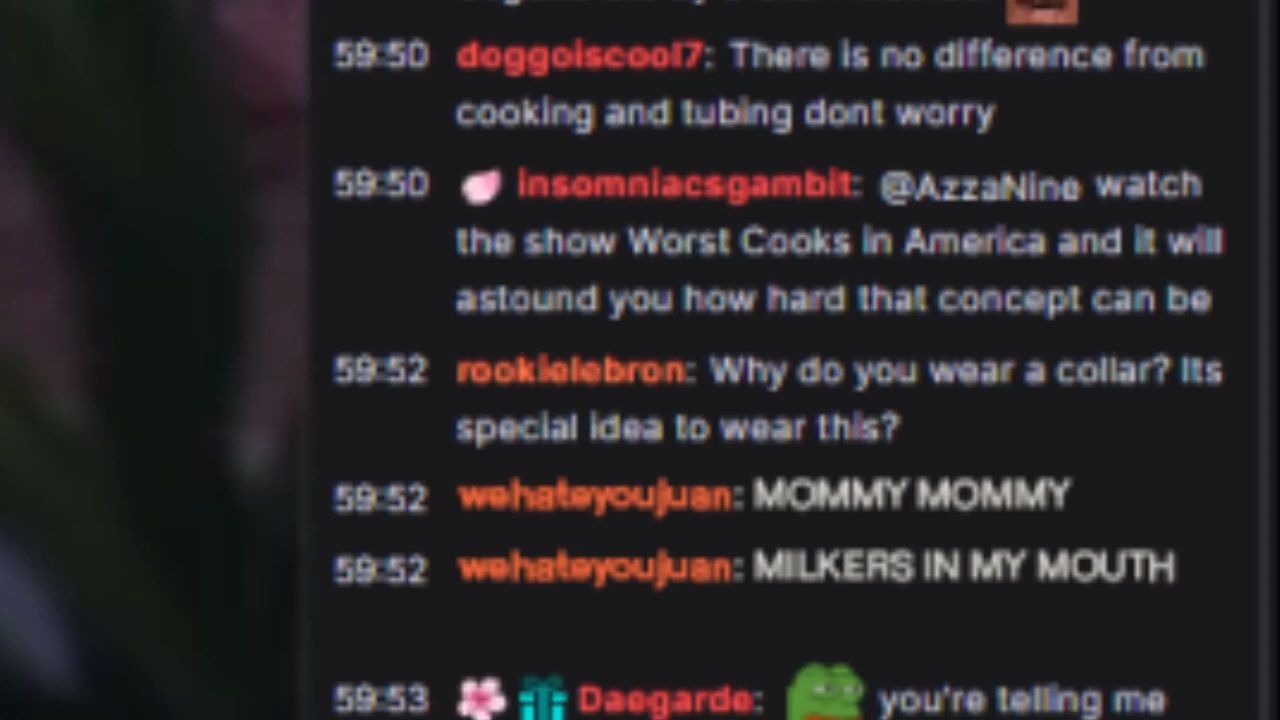 59:50 doggoiscool7: There is no difference from
cooking and tubing dont worry
59:50 insomniacsgambit: @AzzaNine watch
the show Worst Cooks in America and it will
astound you how hard that concept can be
59:52 rookielebron: Why do you wear a collar? Its
special idea to wear this?
59:52 wehateyoujuan: MOMMY MOMMY
59:52 wehateyoujuan: MILKERS IN MY MOUTH
59:53 Daegarde: you're telling me